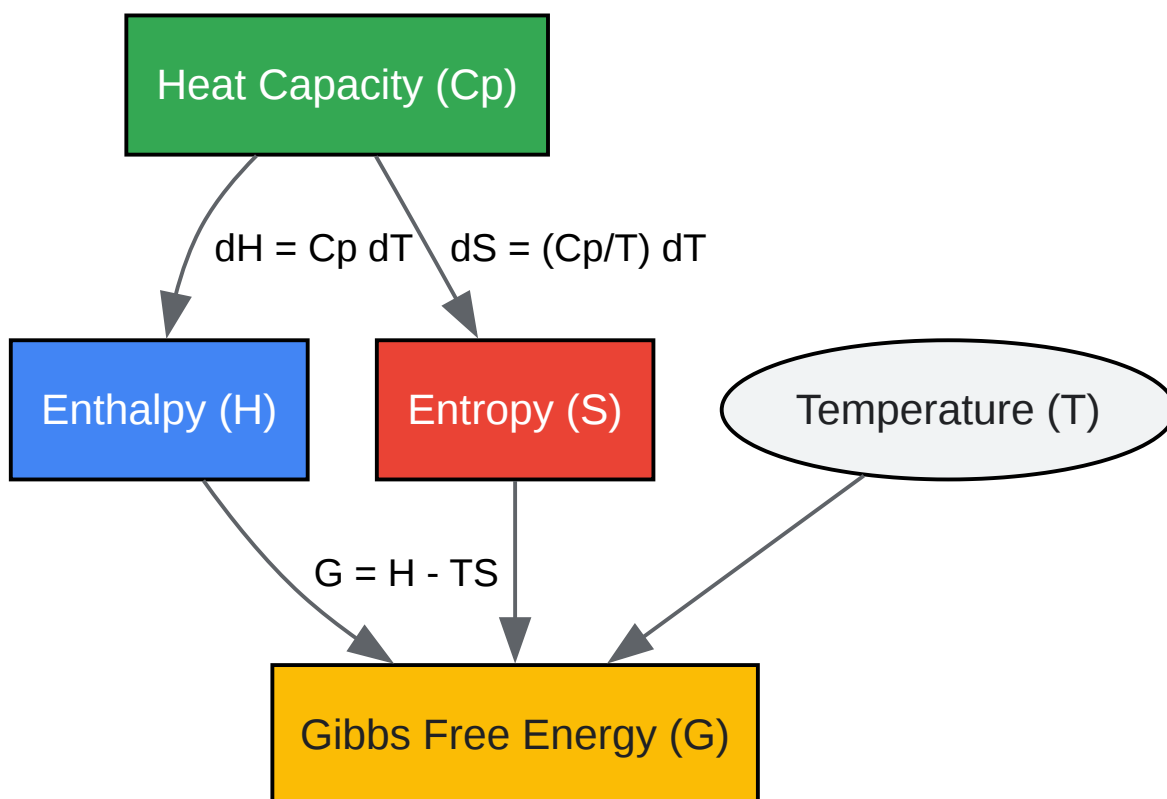 Heat Capacity (Cp)
dH = Cp dT
dS = (Cp/T) dT
Enthalpy (H)
Entropy (S)
Temperature (T)
G = H - TS
Gibbs Free Energy (G)